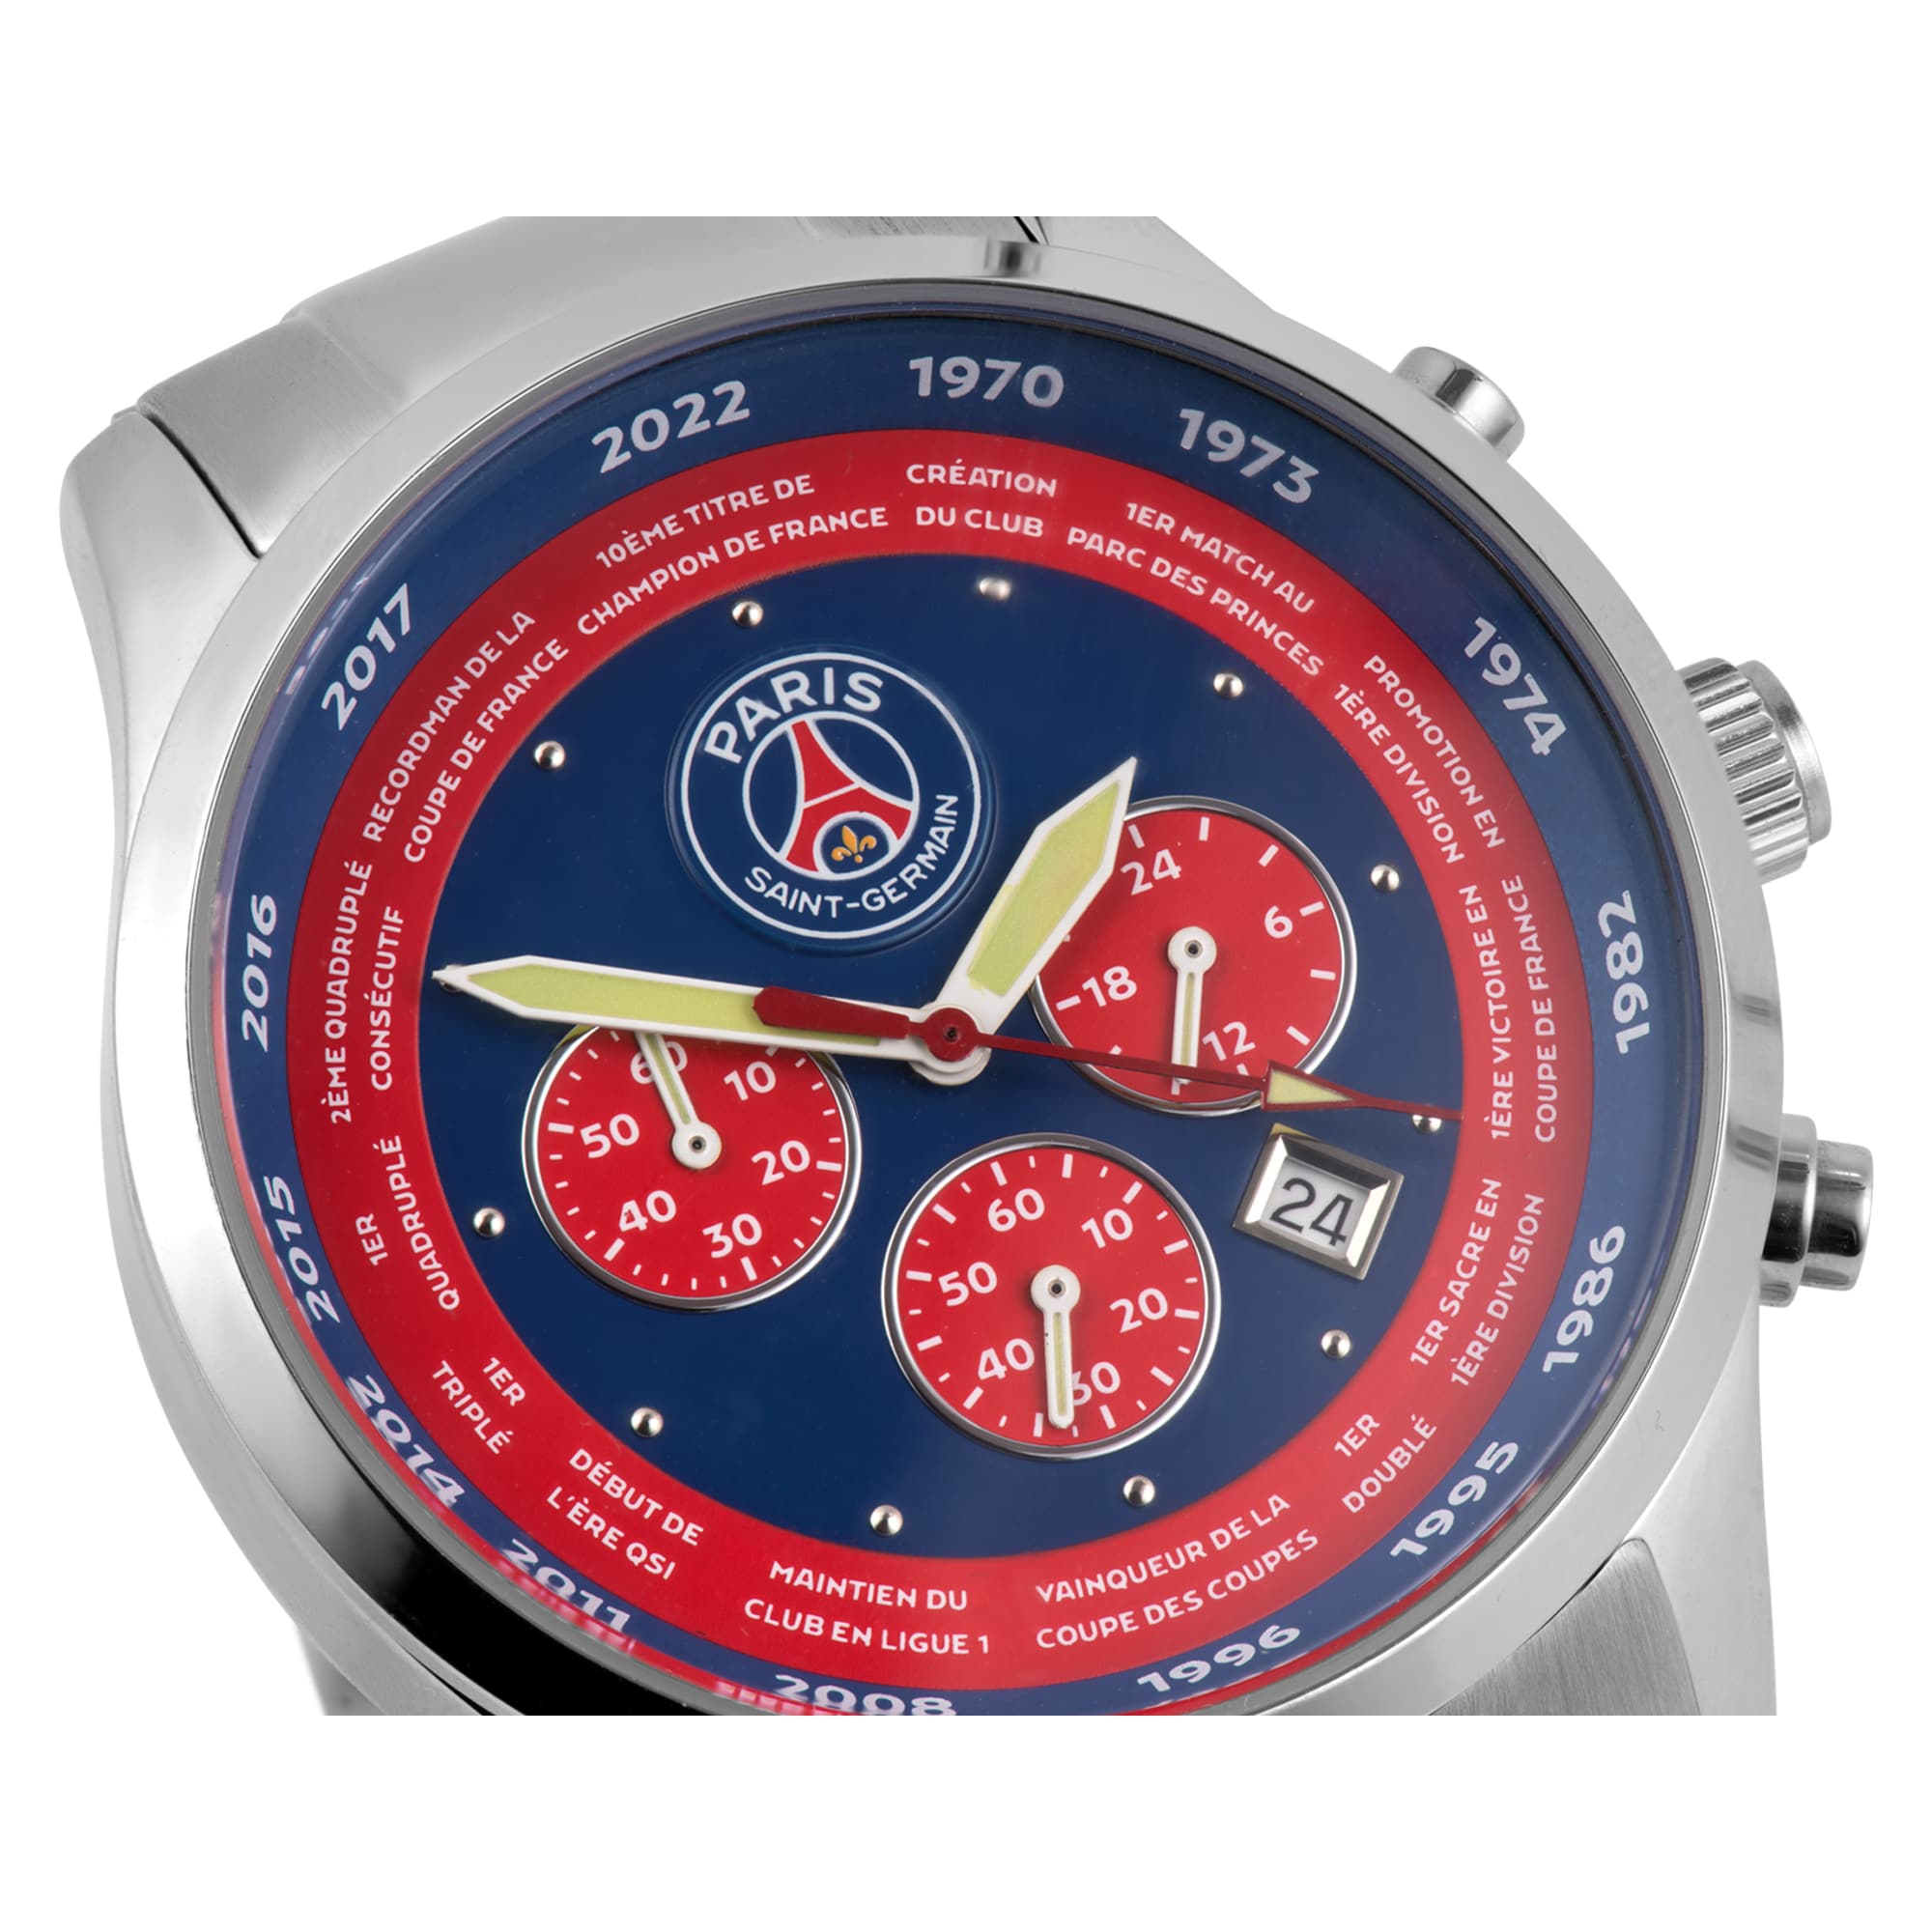 1970
CRÉATION
DU CLUB
1973
1ER MATCH AU
PARC DES PRINCES
1974
PROMOTION EN
1ÈRE DIVISION
1982
1ÈRE VICTOIRE EN
COUPE DE FRANCE
1986
1ER SACRE EN
1ÈRE DIVISION
1995
1ER
DOUBLÉ
1996
VAINQUEUR DE LA
COUPE DES COUPES
2008
MAINTIEN DU
CLUB EN LIGUE 1
2011
DÉBUT DE
L'ÈRE QSI
2014
1ER
TRIPLÉ
2015
1ER
QUADRUPLÉ
2016
2ÈME QUADRUPLÉ
CONSÉCUTIF
2017
RECORDMAN DE LA
COUPE DE FRANCE
2022
10ÈME TITRE DE
CHAMPION DE FRANCE
PARIS
SAINT-GERMAIN
24
6
12
18
60
10
20
30
40
50
60
10
20
30
40
50
24